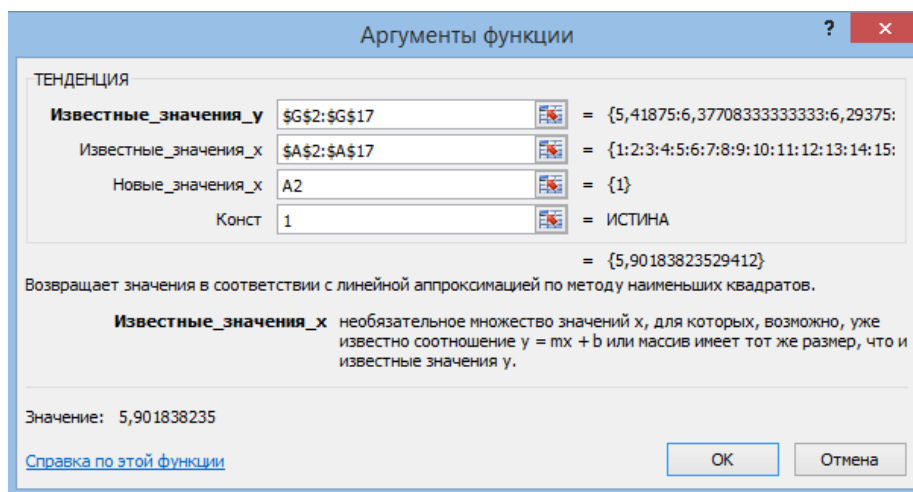 Аргументы функции
? ×
ТЕНДЕНЦИЯ
Известные_значения_y $G$2:$G$17 = {5,41875:6,37708333333333:6,29375:
Известные_значения_x $A$2:$A$17 = {1:2:3:4:5:6:7:8:9:10:11:12:13:14:15:
Новые_значения_x A2 = {1}
Конст 1 = ИСТИНА
= {5,90183823529412}
Возвращает значения в соответствии с линейной аппроксимацией по методу наименьших квадратов.
Известные_значения_x необязательное множество значений x, для которых, возможно, уже
известно соотношение y = mx + b или массив имеет тот же размер, что и
известные значения y.
Значение: 5,901838235
Справка по этой функции
ОК Отмена